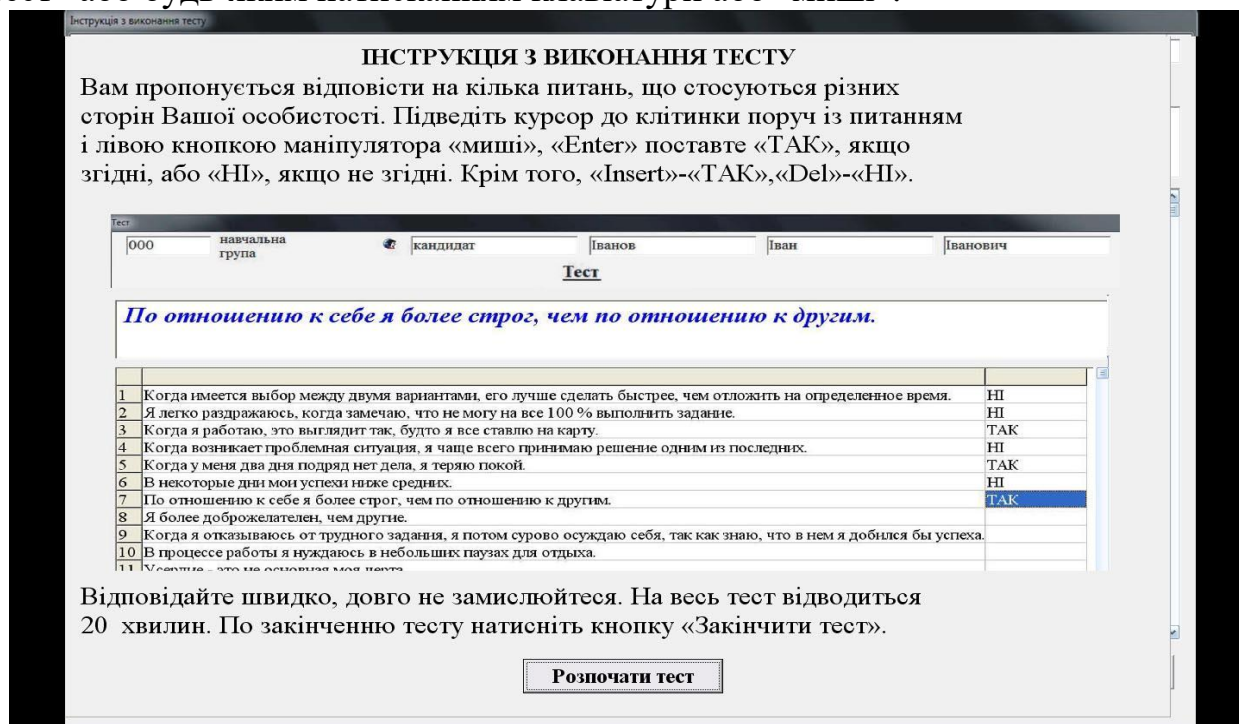 Інструкція з виконання тесту
ІНСТРУКЦІЯ З ВИКОНАННЯ ТЕСТУ
Вам пропонується відповісти на кілька питань, що стосуються різних
сторін Вашої особистості. Підведіть курсор до клітинки поруч із питанням
і лівою кнопкою маніпулятора «миші», «Enter» поставте «ТАК», якщо
згідні, або «НІ», якщо не згідні. Крім того, «Insert»-«ТАК»,«Del»-«НІ».
Тест
000 навчальна група кандидат Іванов Іван Іванович
Тест
По отношению к себе я более строг, чем по отношению к другим.
1 Когда имеется выбор между двумя вариантами, его лучше сделать быстрее, чем отложить на определенное время. НІ
2 Я легко раздражаюсь, когда замечаю, что не могу на все 100 % выполнить задание. НІ
3 Когда я работаю, это выглядит так, будто я все ставлю на карту. ТАК
4 Когда возникает проблемная ситуация, я чаще всего принимаю решение одним из последних. НІ
5 Когда у меня два дня подряд нет дела, я теряю покой. ТАК
6 В некоторые дни мои успехи ниже средних. НІ
7 По отношению к себе я более строг, чем по отношению к другим. ТАК
8 Я более доброжелателен, чем другие.
9 Когда я отказываюсь от трудного задания, я потом сурово осуждаю себя, так как знаю, что в нем я добился бы успеха.
10 В процессе работы я нуждаюсь в небольших паузах для отдыха.
11 Усердие - это не основная моя черта
Відповідайте швидко, довго не замислюйтеся. На весь тест відводиться
20 хвилин. По закінченню тесту натисніть кнопку «Закінчити тест».
Розпочати тест